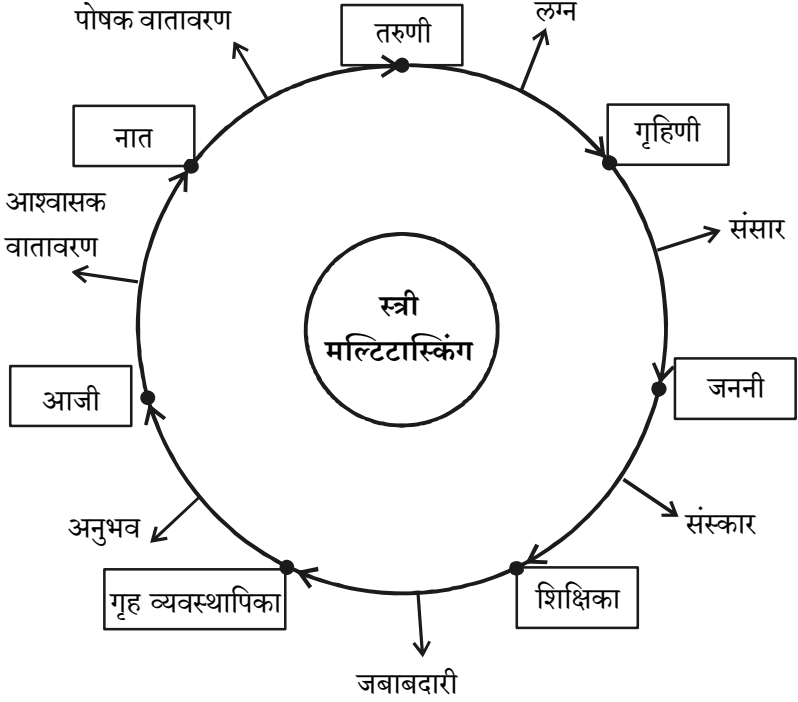 पोषक वातावरण
तरुणी
लग्न
नात
गृहिणी
आश्वासक
वातावरण
संसार
स्त्री
मल्टिटास्किंग
आजी
जननी
अनुभव
संस्कार
गृह व्यवस्थापिका
शिक्षिका
जबाबदारी